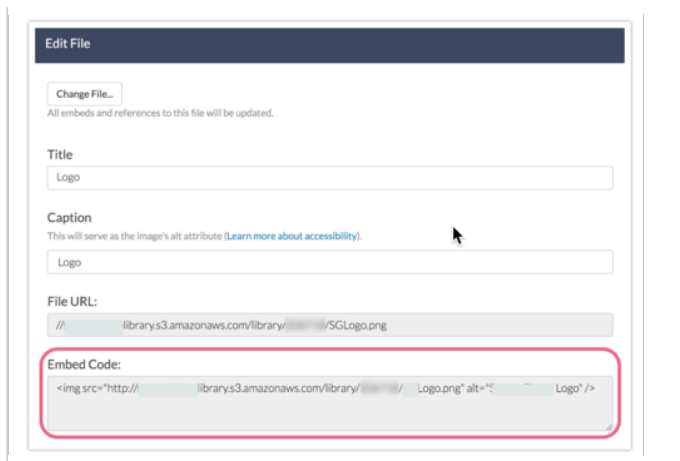 Edit File
Change File...
All embeds and references to this file will be updated.
Title
Logo
Caption
This will serve as the image's alt attribute (Learn more about accessibility).
Logo
File URL:
// library.s3.amazonaws.com/library/ /SGLogo.png
Embed Code:
<img src="http:// library.s3.amazonaws.com/library/ / Logo.png" alt=" Logo" />